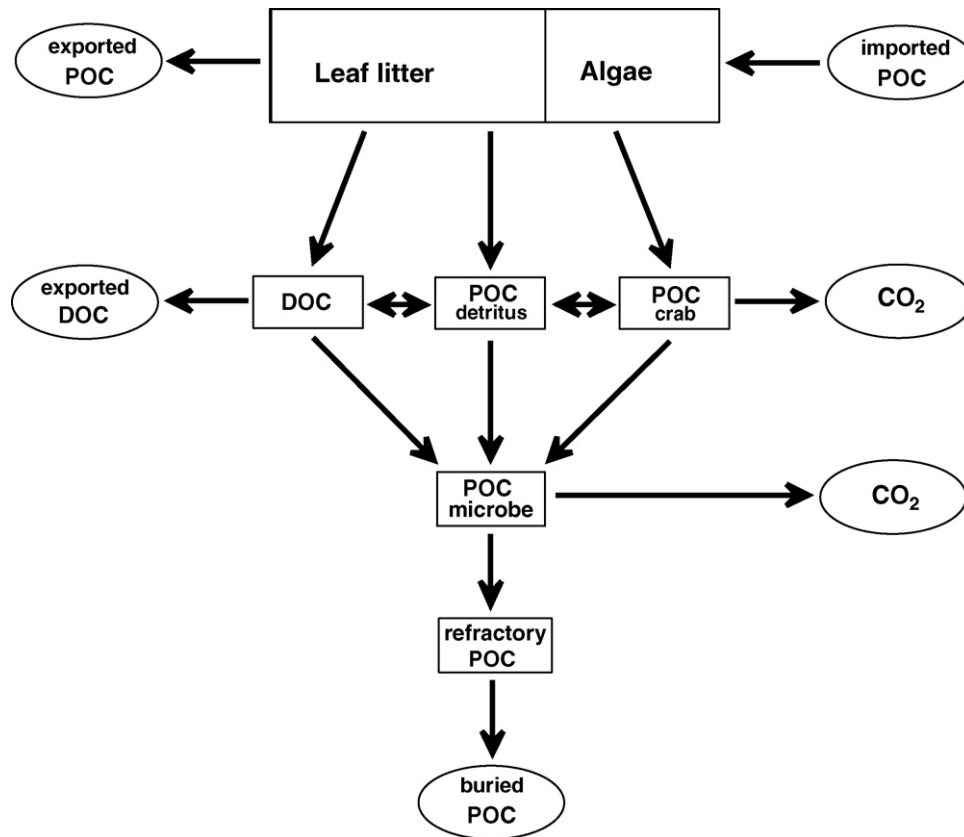 exported
POC
Leaf litter
Algae
imported
POC
exported
DOC
DOC
POC
detritus
POC
crab
CO₂
POC
microbe
CO₂
refractory
POC
buried
POC